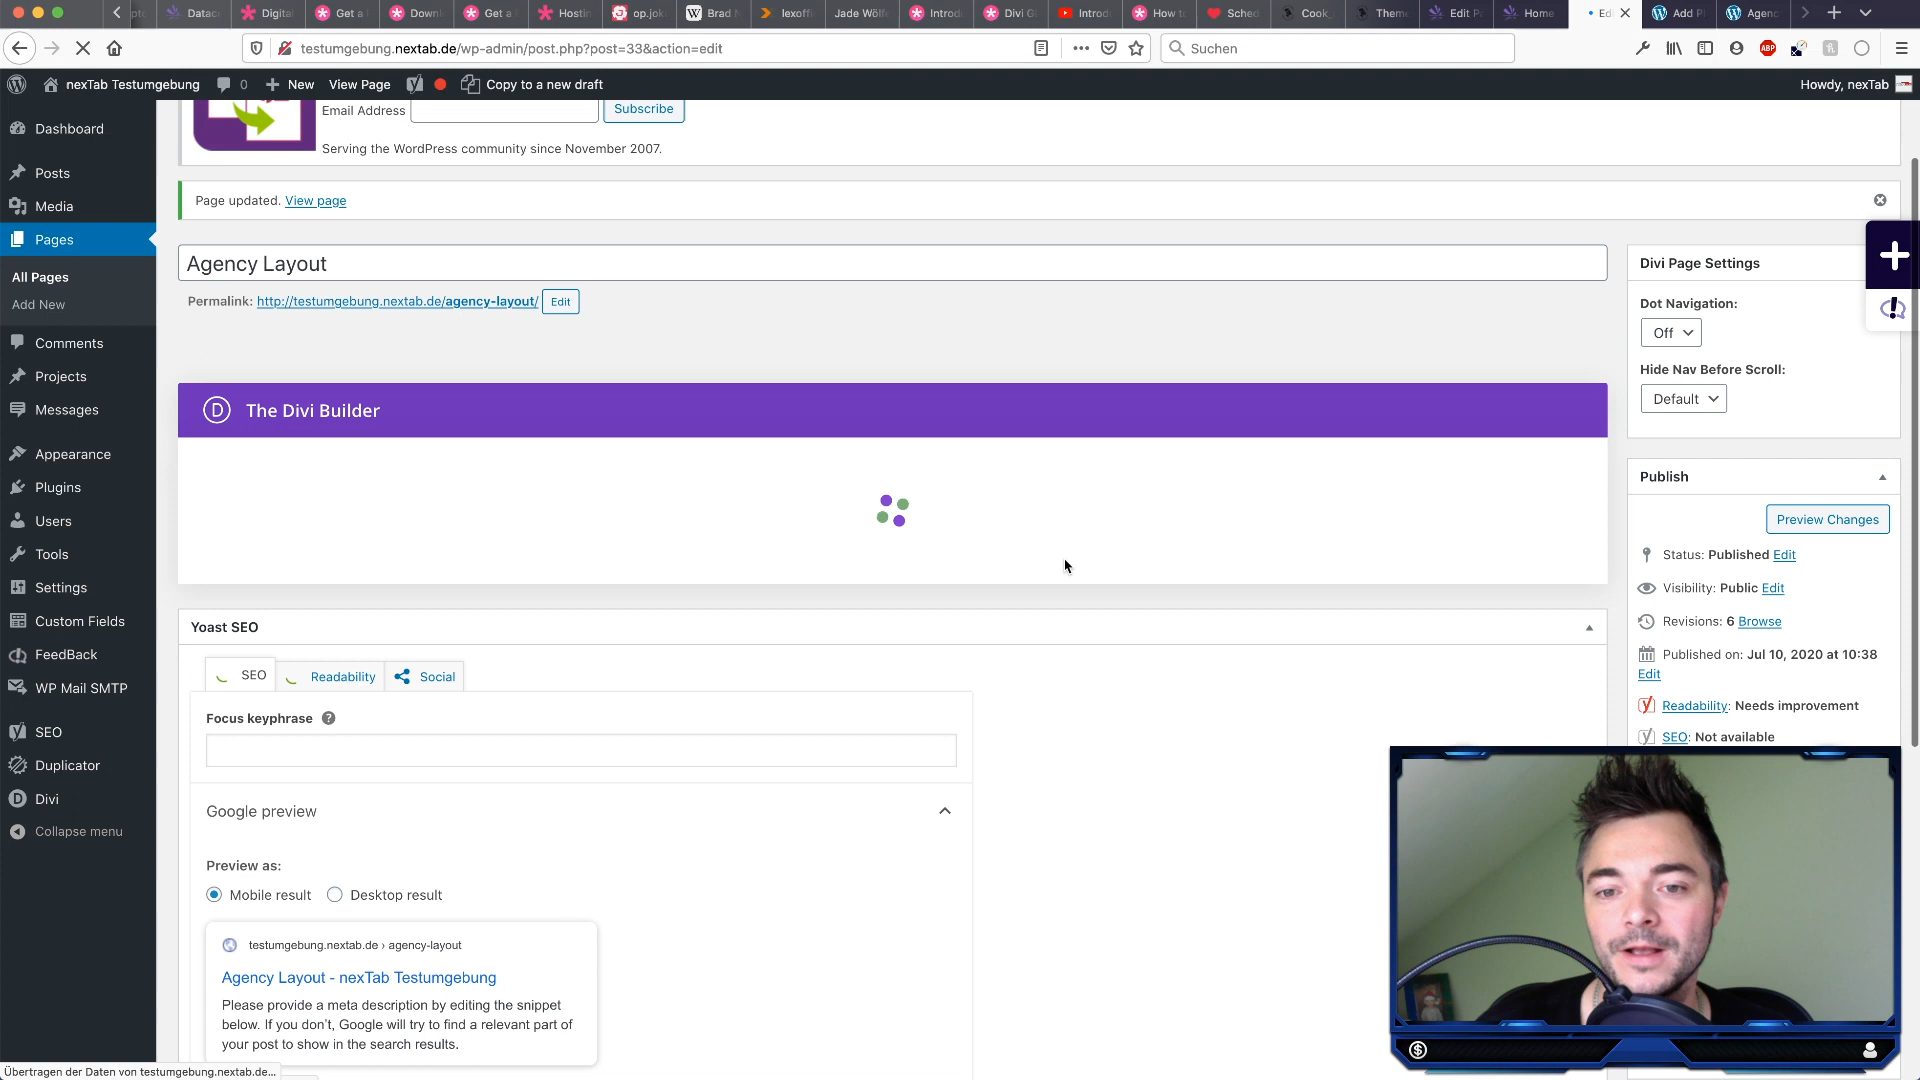 Datac
Digita
Get a
Downl
Get a
Hostin
op.jok
Brad
lexoffi
Jade Wölfe
Introd
Divi G
Introd
How to
Sched
Cook
Theme
Edit P
Home
Ed
Add P
Agenc
testumgebung.nextab.de/wp-admin/post.php?post=33&action=edit
Suchen
ABP
nexTab Testumgebung
0
New
View Page
Copy to a new draft
Howdy, nexTab
Dashboard
Posts
Media
Pages
All Pages
Add New
Comments
Projects
Messages
Appearance
Plugins
Users
Tools
Settings
Custom Fields
FeedBack
WP Mail SMTP
SEO
Duplicator
Divi
Collapse menu
Email Address
Subscribe
Serving the WordPress community since November 2007.
Page updated. View page
Agency Layout
Permalink: http://testumgebung.nextab.de/agency-layout/ Edit
The Divi Builder
Yoast SEO
SEO
Readability
Social
Focus keyphrase
Google preview
Preview as:
Mobile result
Desktop result
testumgebung.nextab.de › agency-layout
Agency Layout - nexTab Testumgebung
Please provide a meta description by editing the snippet
below. If you don't, Google will try to find a relevant part of
your post to show in the search results.
Divi Page Settings
Dot Navigation:
Off
Hide Nav Before Scroll:
Default
Publish
Preview Changes
Status: Published Edit
Visibility: Public Edit
Revisions: 6 Browse
Published on: Jul 10, 2020 at 10:38
Edit
Readability: Needs improvement
SEO: Not available
Übertragen der Daten von testumgebung.nextab.de...